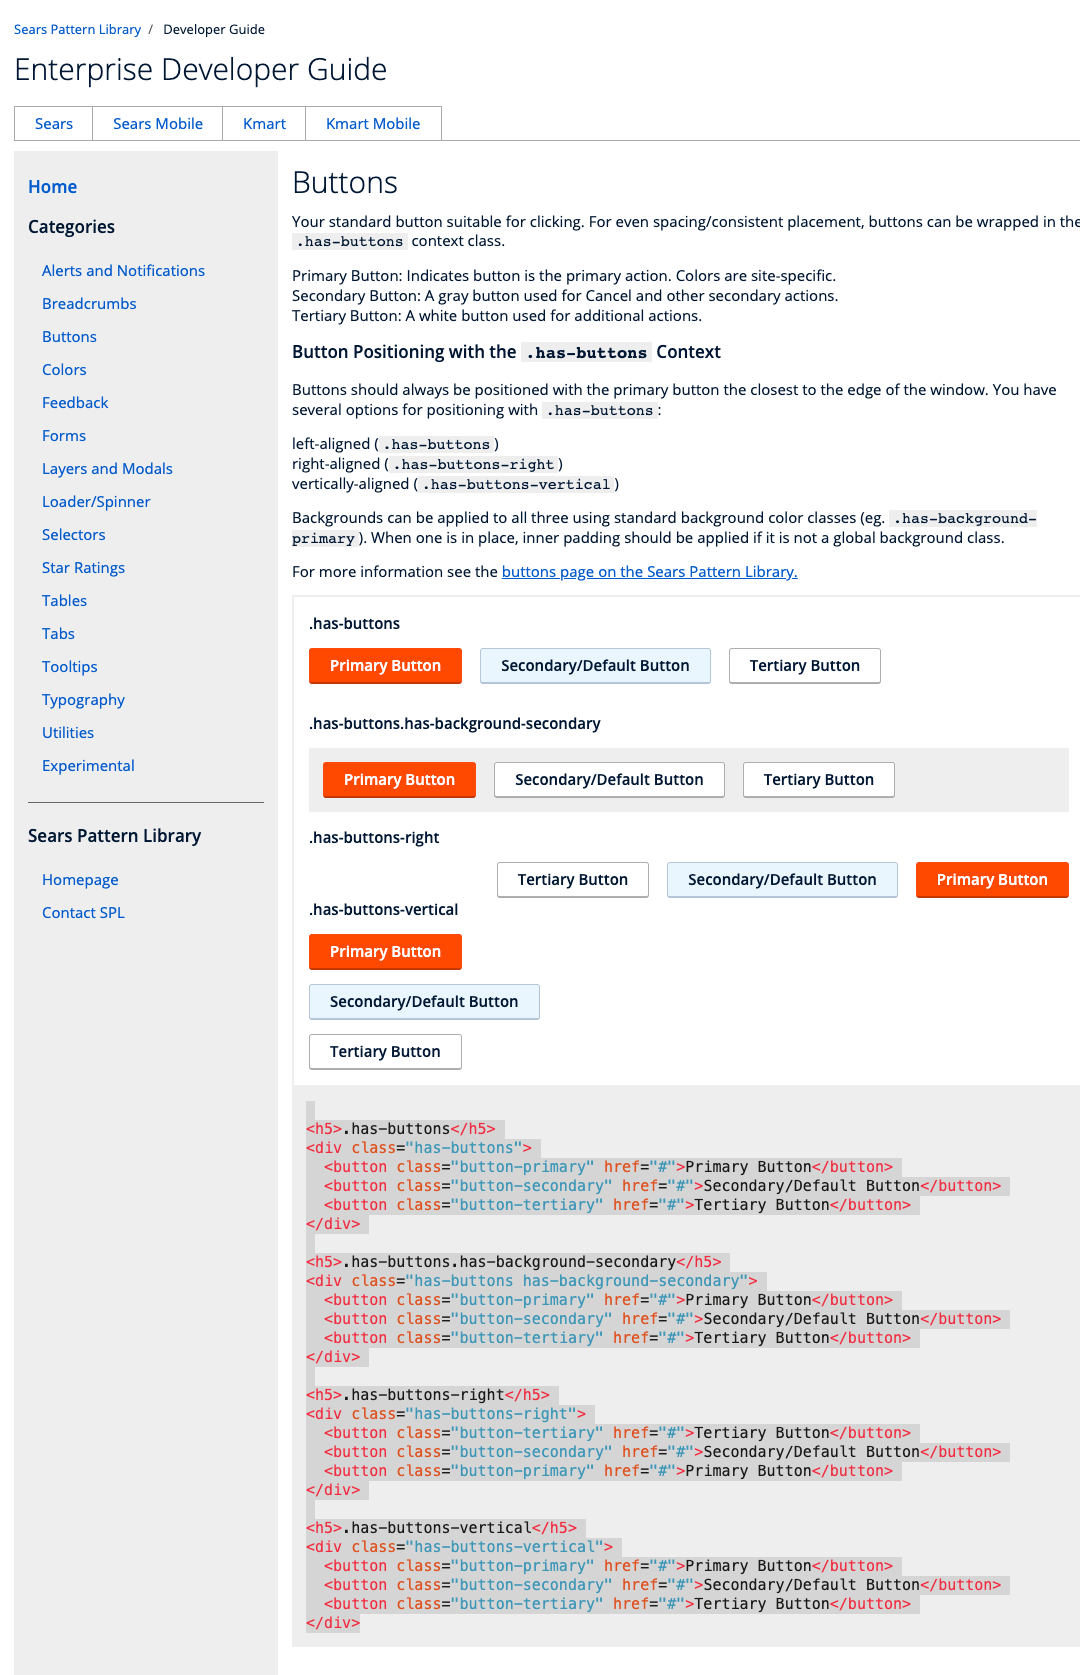 Sears Pattern Library / Developer Guide
Enterprise Developer Guide
Sears Sears Mobile Kmart Kmart Mobile
Home
Categories
Alerts and Notifications
Breadcrumbs
Buttons
Colors
Feedback
Forms
Layers and Modals
Loader/Spinner
Selectors
Star Ratings
Tables
Tabs
Tooltips
Typography
Utilities
Experimental
Sears Pattern Library
Homepage
Contact SPL
Buttons
Your standard button suitable for clicking. For even spacing/consistent placement, buttons can be wrapped in the
.has-buttons context class.
Primary Button: Indicates button is the primary action. Colors are site-specific.
Secondary Button: A gray button used for Cancel and other secondary actions.
Tertiary Button: A white button used for additional actions.
Button Positioning with the .has-buttons Context
Buttons should always be positioned with the primary button the closest to the edge of the window. You have
several options for positioning with .has-buttons :
left-aligned ( .has-buttons )
right-aligned ( .has-buttons-right )
vertically-aligned ( .has-buttons-vertical )
Backgrounds can be applied to all three using standard background color classes (eg. .has-background-
primary ). When one is in place, inner padding should be applied if it is not a global background class.
For more information see the buttons page on the Sears Pattern Library.
.has-buttons
Primary Button Secondary/Default Button Tertiary Button
.has-buttons.has-background-secondary
Primary Button Secondary/Default Button Tertiary Button
.has-buttons-right
Tertiary Button Secondary/Default Button Primary Button
.has-buttons-vertical
Primary Button
Secondary/Default Button
Tertiary Button
<h5>.has-buttons</h5>
<div class="has-buttons">
  <button class="button-primary" href="#">Primary Button</button>
  <button class="button-secondary" href="#">Secondary/Default Button</button>
  <button class="button-tertiary" href="#">Tertiary Button</button>
</div>
<h5>.has-buttons.has-background-secondary</h5>
<div class="has-buttons has-background-secondary">
  <button class="button-primary" href="#">Primary Button</button>
  <button class="button-secondary" href="#">Secondary/Default Button</button>
  <button class="button-tertiary" href="#">Tertiary Button</button>
</div>
<h5>.has-buttons-right</h5>
<div class="has-buttons-right">
  <button class="button-tertiary" href="#">Tertiary Button</button>
  <button class="button-secondary" href="#">Secondary/Default Button</button>
  <button class="button-primary" href="#">Primary Button</button>
</div>
<h5>.has-buttons-vertical</h5>
<div class="has-buttons-vertical">
  <button class="button-primary" href="#">Primary Button</button>
  <button class="button-secondary" href="#">Secondary/Default Button</button>
  <button class="button-tertiary" href="#">Tertiary Button</button>
</div>